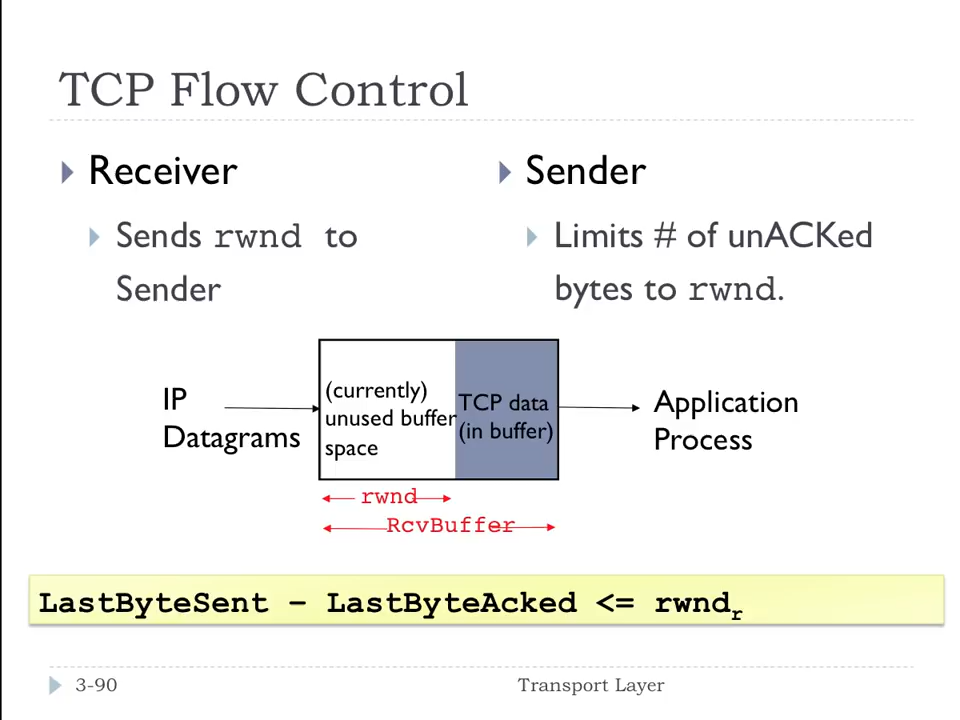 TCP Flow Control
Receiver
Sends rwnd to
Sender
Sender
Limits # of unACKed
bytes to rwnd.
IP
Datagrams
(currently)
unused buffer
space
TCP data
(in buffer)
Application
Process
rwnd
RcvBuffer
LastByteSent – LastByteAcked <= rwndr
3-90
Transport Layer